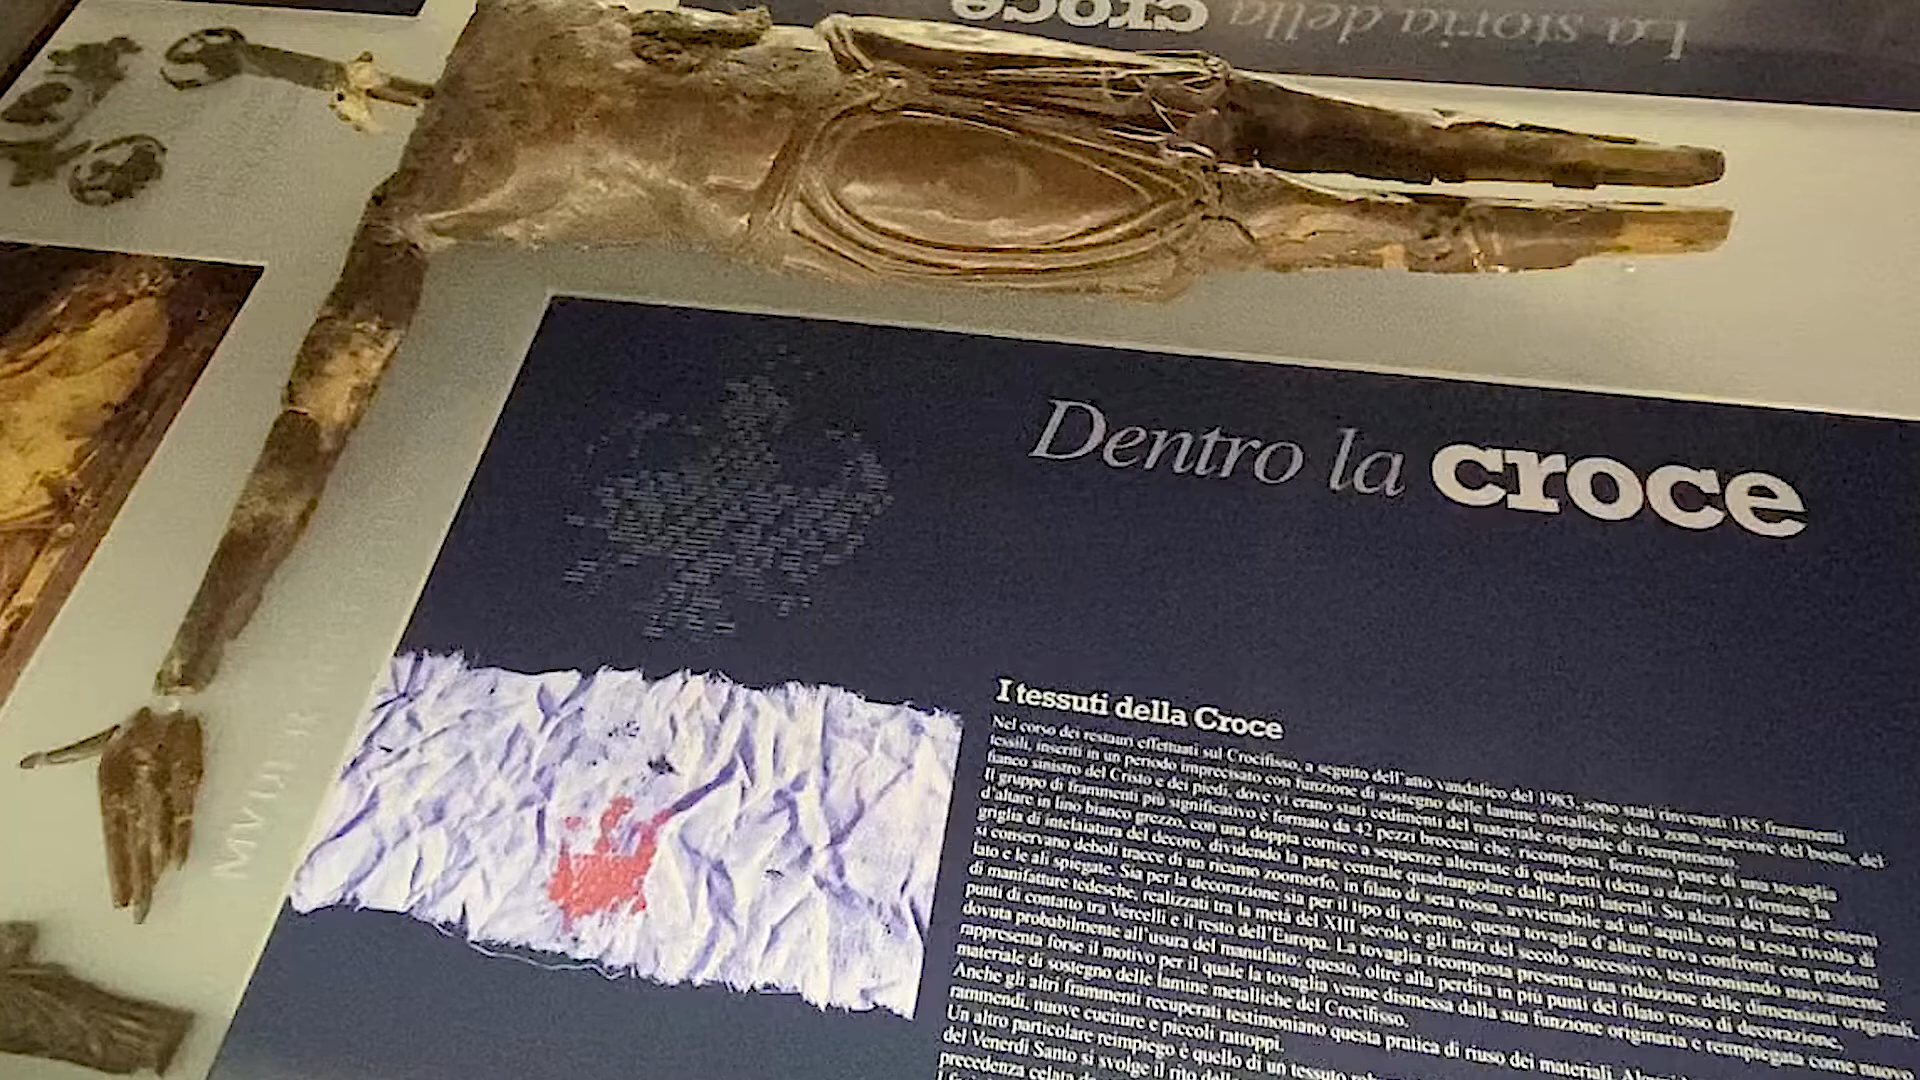 La storia della croce
Dentro la croce
I tessuti della Croce
Nel corso dei restauri effettuati sul Crocifisso, a seguito dell'atto vandalico del 1983, sono stati rinvenuti 185 frammenti
tessili, inseriti in un periodo imprecisato con funzione di sostegno delle lamine metalliche della zona superiore del busto, del
fianco sinistro del Cristo e dei piedi, dove vi erano stati cedimenti del materiale originale di riempimento.
Il gruppo di frammenti più significativo è formato da 42 pezzi broccati che, ricomposti, formano parte di una tovaglia
d'altare in lino bianco grezzo, con una doppia cornice a sequenze alternate di quadretti (detta a damier) a formare la
griglia di intelaiatura del decoro, dividendo la parte centrale quadrangolare dalle parti laterali. Su alcuni dei lacerti esterni
si conservano deboli tracce di un ricamo zoomorfo, in filato di seta rossa, avvicinabile ad un'aquila con la testa rivolta di
lato e le ali spiegate. Sia per la decorazione sia per il tipo di operato, questa tovaglia d'altare trova confronti con prodotti
di manifatture tedesche, realizzati tra la metà del XIII secolo e gli inizi del secolo successivo, testimoniando nuovamente
punti di contatto tra Vercelli e il resto dell'Europa. La tovaglia ricomposta presenta una riduzione delle dimensioni originali,
dovuta probabilmente all'usura del manufatto: questo, oltre alla perdita in più punti del filato rosso di decorazione,
rappresenta forse il motivo per il quale la tovaglia venne dismessa dalla sua funzione originaria e reimpiegata come nuovo
materiale di sostegno delle lamine metalliche del Crocifisso.
Anche gli altri frammenti recuperati testimoniano questa pratica di riuso dei materiali.
rammendi, nuove cuciture e piccoli rattoppi.
Un altro particolare reimpiego è quello di un tessuto
del Venerdì Santo si svolge il rito
precedenza celata